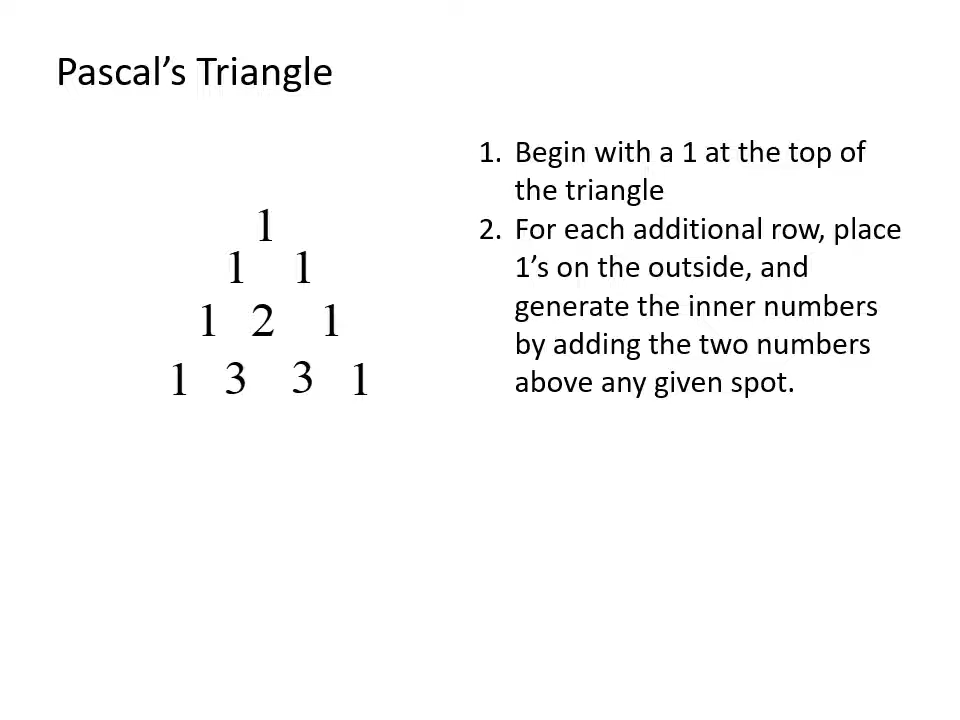 Pascal’s Triangle
1
1 1
1 2 1
1 3 3 1
1. Begin with a 1 at the top of
the triangle
2. For each additional row, place
1’s on the outside, and
generate the inner numbers
by adding the two numbers
above any given spot.